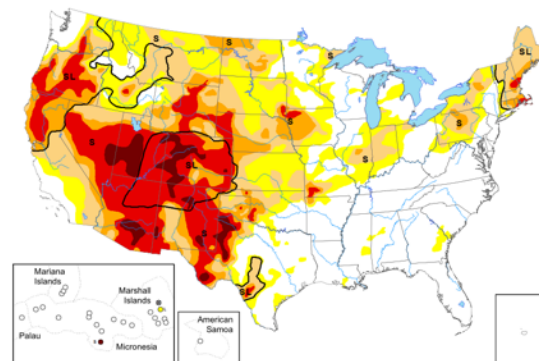 S
S
S
SL
SL
S
S
S
S
SL
S
SL
Mariana
Islands
Marshall
Islands
Palau
Micronesia
American
Samoa